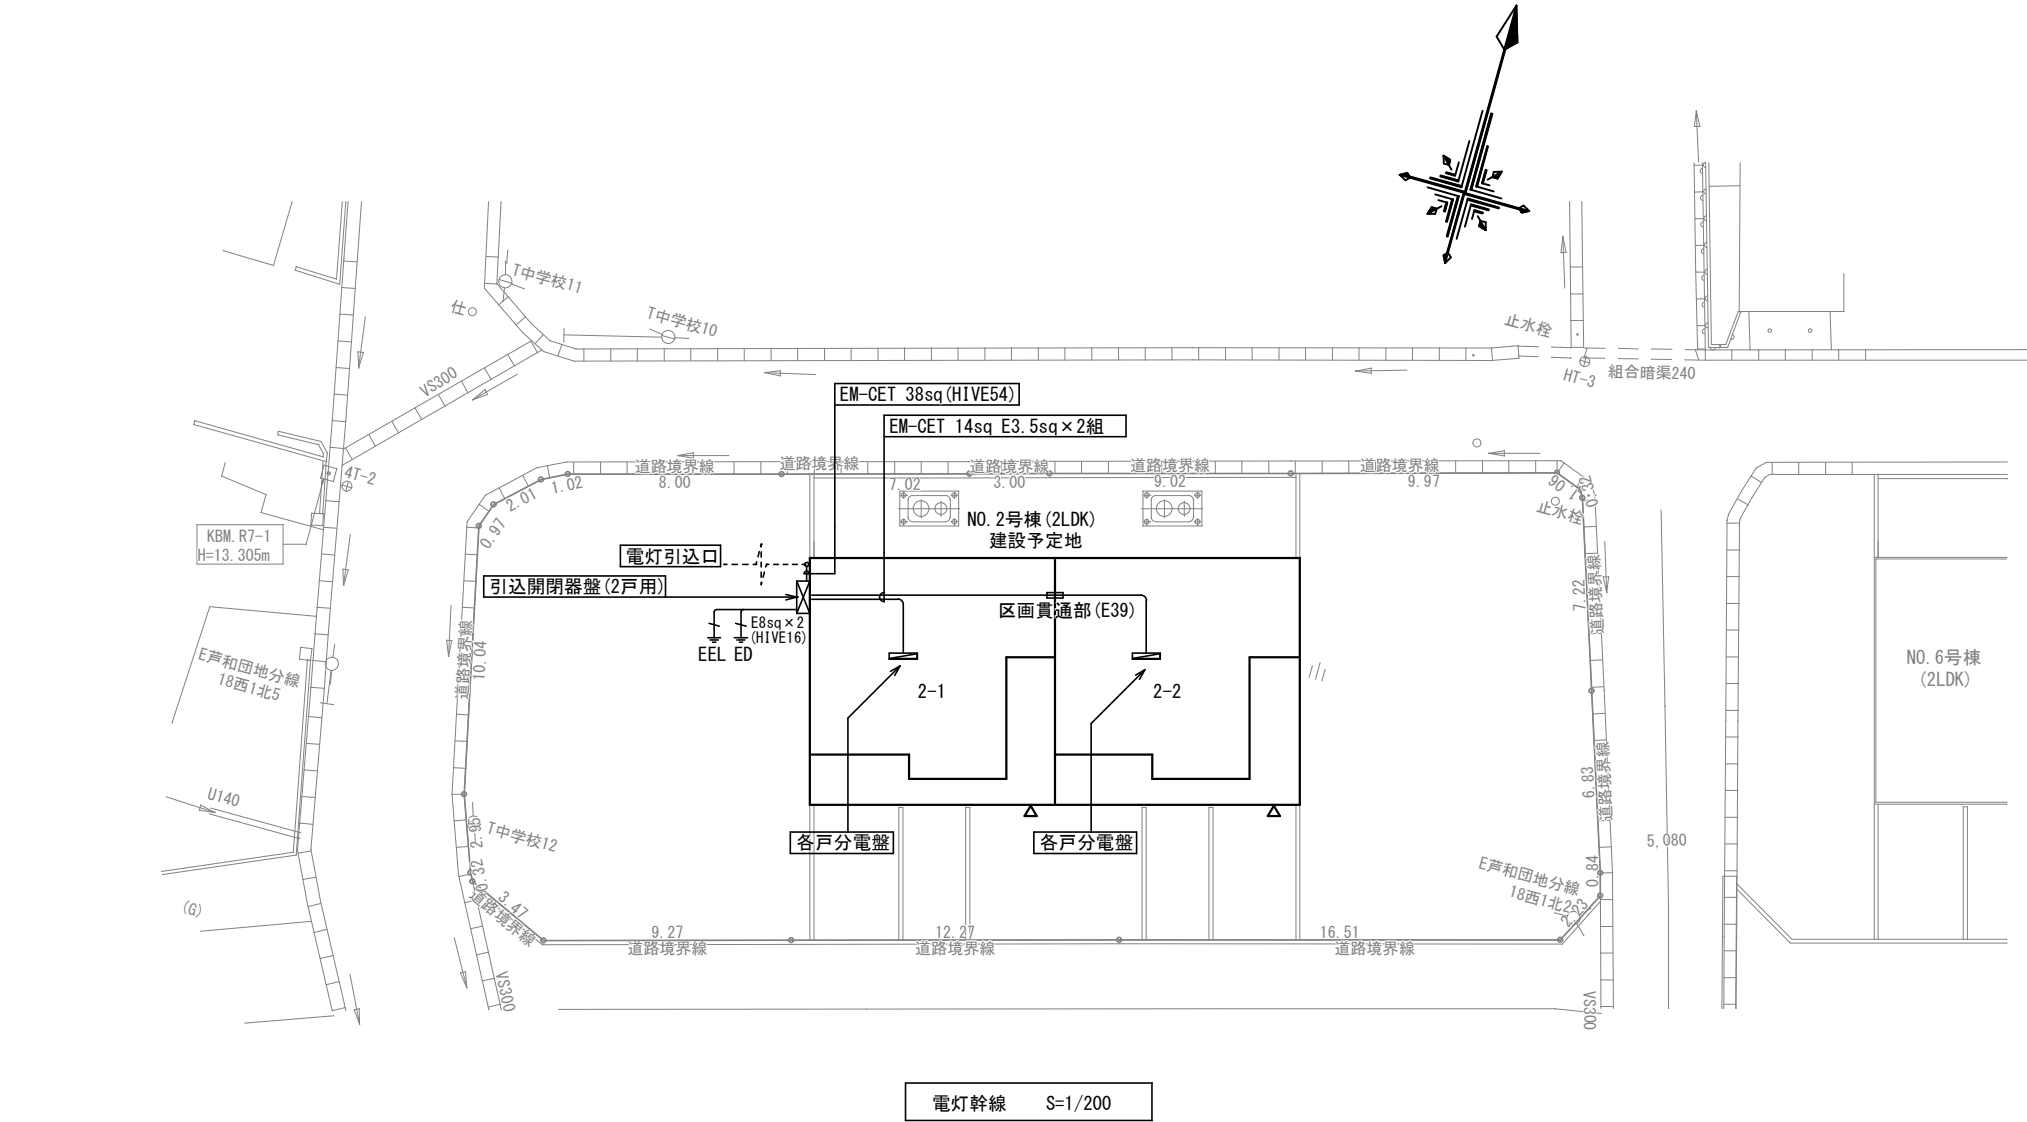 T中学校11
仕
T中学校10
止水栓
HT-3
組合暗渠240
VS300
EM-CET 38sq(HIVE54)
EM-CET 14sq E3.5sq×2組
4T-2
道路境界線
道路境界線
道路境界線
道路境界線
道路境界線
2.01
1.02
8.00
7.02
3.00
9.02
9.97
1.06
0.32
0.97
止水栓
KBM.R7-1
H=13.305m
NO.2号棟(2LDK)
建設予定地
電灯引込口
引込開閉器盤(2戸用)
区画貫通部(E39)
E8sq×2
(HIVE16)
EEL ED
7.22
道路境界線
道路境界線
10.04
E芦和団地分線
18西1北5
2-1
2-2
NO.6号棟
(2LDK)
6.83
道路境界線
U140
T中学校12
2.95
0.32
各戸分電盤
各戸分電盤
5,080
E芦和団地分線
18西1北2
0.84
2.23
3.47
道路境界線
(G)
9.27
道路境界線
12.27
道路境界線
16.51
道路境界線
VS300
VS300
電灯幹線 S=1/200